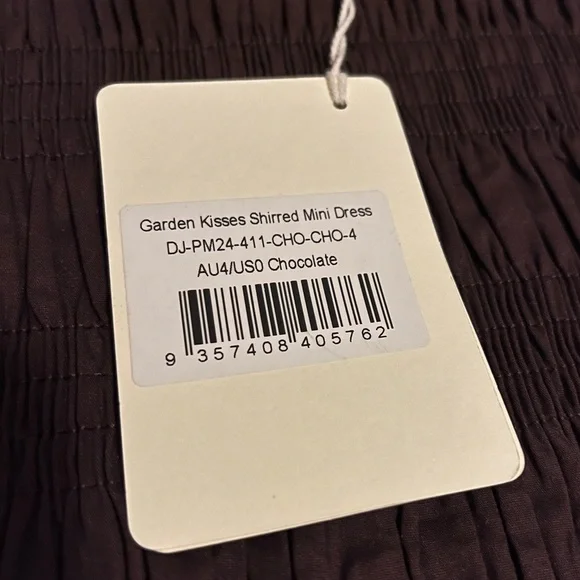 Garden Kisses Shirred Mini Dress
DJ-PM24-411-CHO-CHO-4
AU4/US0 Chocolate
9 357408 405762